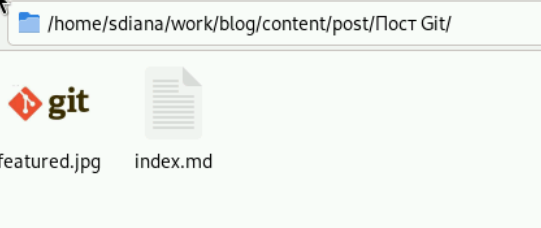 /home/sdiana/work/blog/content/post/Пост Git/
git
featured.jpg index.md